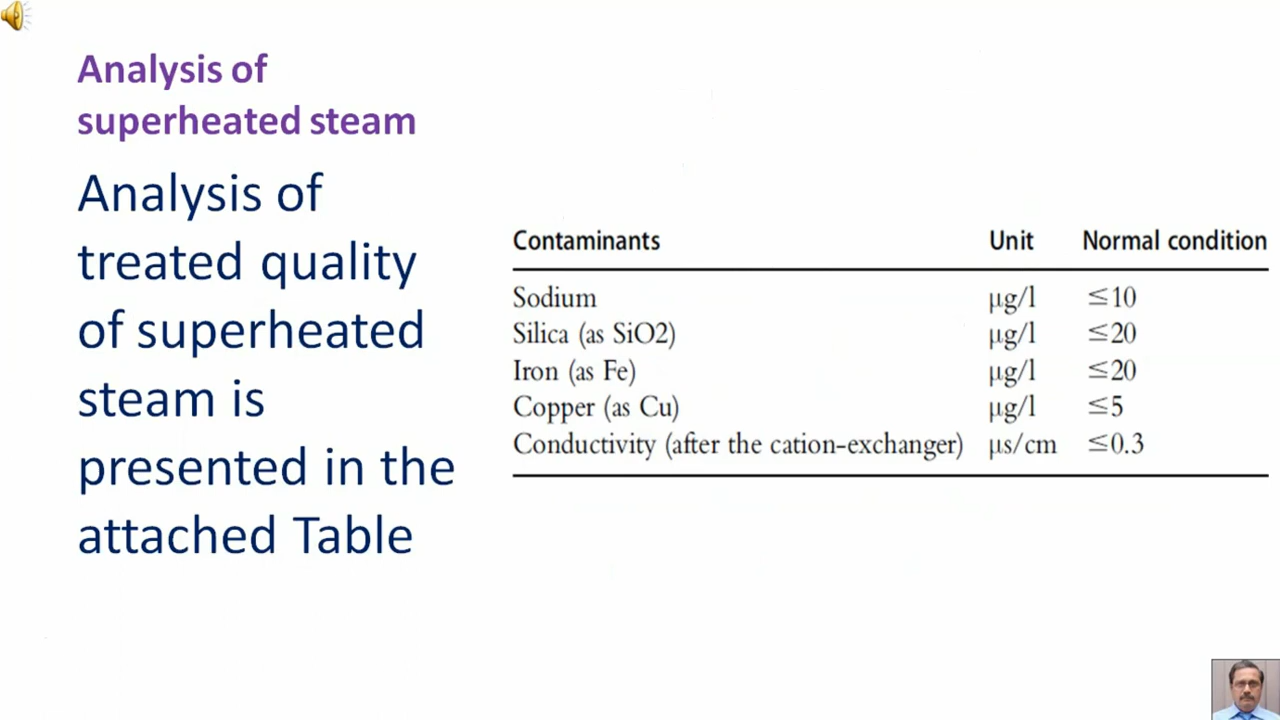 Analysis of
superheated steam
Analysis of
treated quality
of superheated
steam is
presented in the
attached Table
Contaminants Unit Normal condition
Sodium µg/l ≤10
Silica (as SiO2) µg/l ≤20
Iron (as Fe) µg/l ≤20
Copper (as Cu) µg/l ≤5
Conductivity (after the cation-exchanger) µs/cm ≤0.3